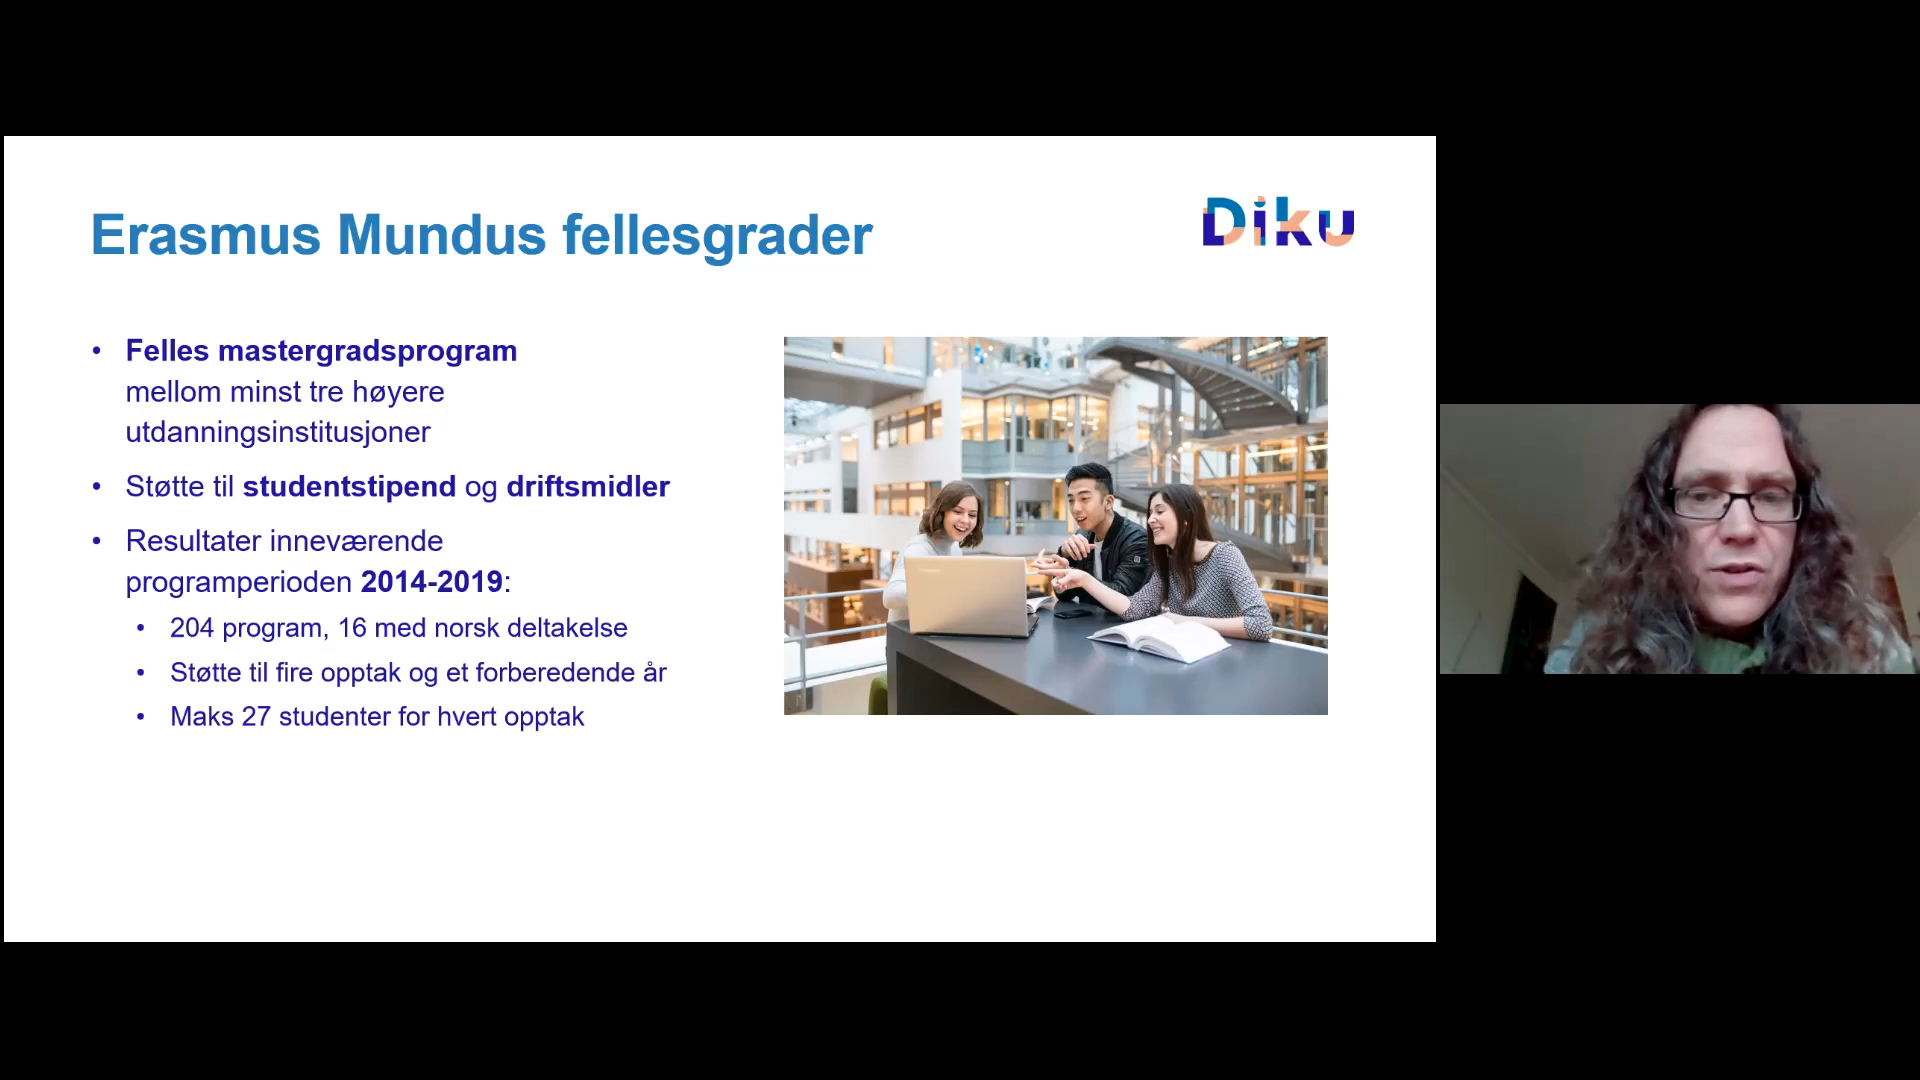 Erasmus Mundus fellesgrader
Diku
• Felles mastergradsprogram
mellom minst tre høyere
utdanningsinstitusjoner
• Støtte til studentstipend og driftsmidler
• Resultater inneværende
programperioden 2014-2019:
• 204 program, 16 med norsk deltakelse
• Støtte til fire opptak og et forberedende år
• Maks 27 studenter for hvert opptak